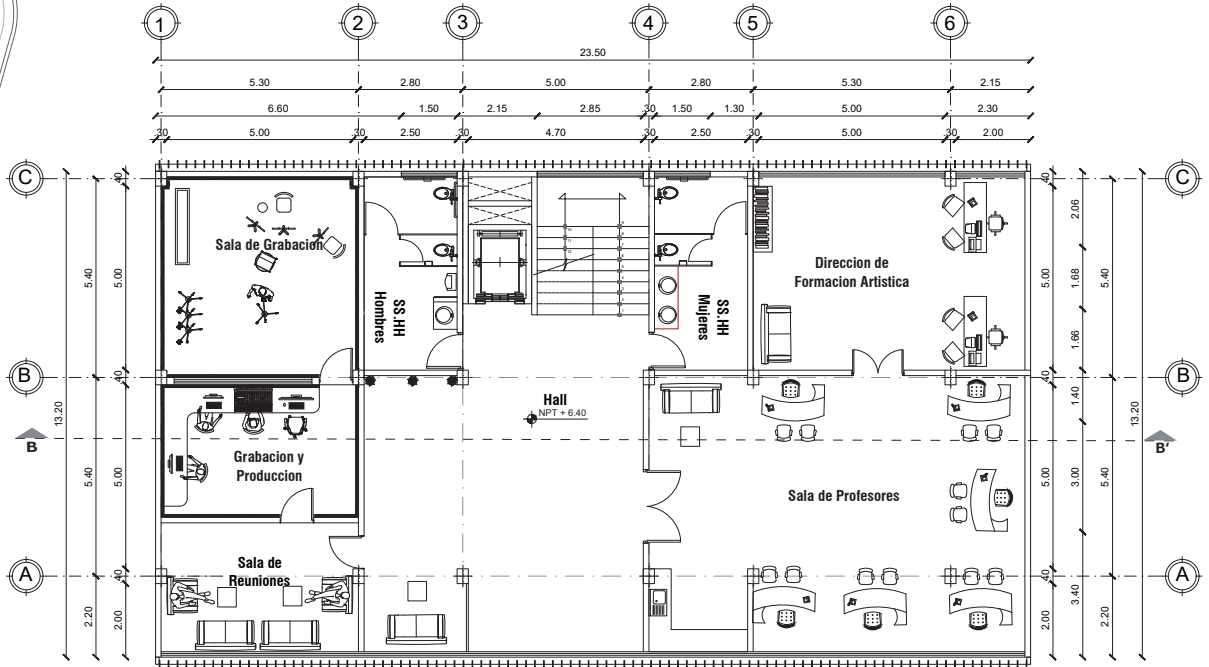 1 2 3 4 5 6
23.50
5.30 2.80 5.00 2.80 5.30 2.15
6.60 1.50 2.15 2.85 .30 1.50 1.30 5.00 2.30
.30 5.00 .30 2.50 .30 4.70 .30 2.50 .30 5.00 .30 2.00
C
C
.40
.40
2.06
Sala de Grabacion
Direccion de
Formacion Artistica
5.40
5.00
5.00
1.68
5.40
SS.HH
Hombres
SS.HH
Mujeres
1.66
B
B
.40
.40
1.40
13.20
13.20
Hall
NPT + 6.40
B
B'
Grabacion y
Produccion
5.40
5.00
5.00
3.00
5.40
Sala de Profesores
Sala de
Reuniones
A
A
.40
.40
3.40
2.20
2.00
2.00
2.20